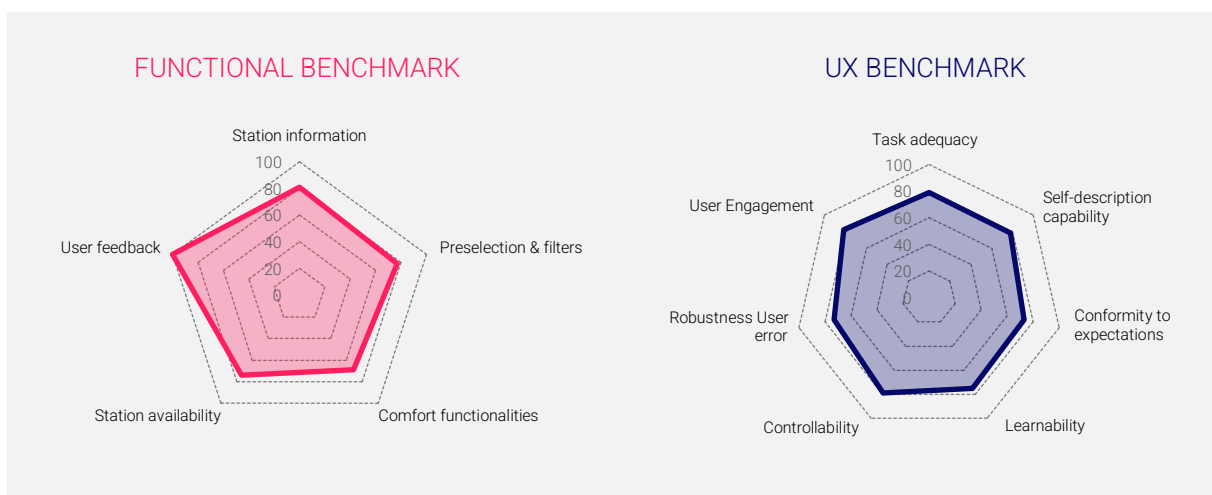 FUNCTIONAL BENCHMARK
Station information
100
80
60
40
20
0
User feedback
Preselection & filters
Station availability
Comfort functionalities
UX BENCHMARK
Task adequacy
100
80
60
40
20
0
User Engagement
Self-description
capability
Robustness User
error
Conformity to
expectations
Controllability
Learnability